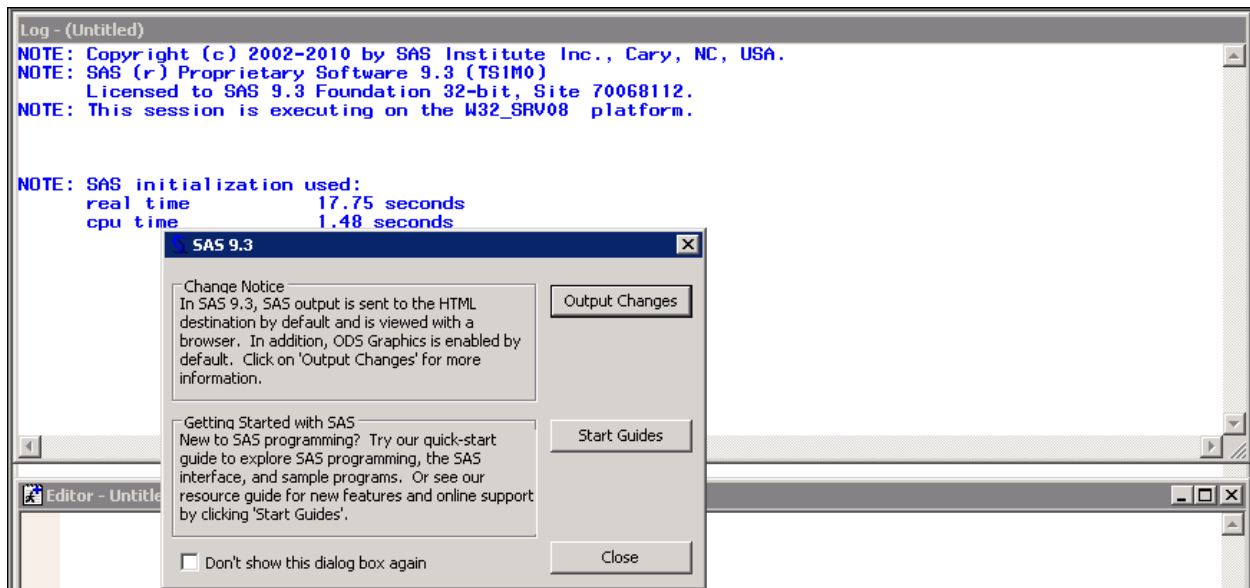 Log - (Untitled)
NOTE: Copyright (c) 2002-2010 by SAS Institute Inc., Cary, NC, USA.
NOTE: SAS (r) Proprietary Software 9.3 (TS1M0)
Licensed to SAS 9.3 Foundation 32-bit, Site 70068112.
NOTE: This session is executing on the W32_SRV08 platform.
NOTE: SAS initialization used:
real time 17.75 seconds
cpu time 1.48 seconds
SAS 9.3
Change Notice
In SAS 9.3, SAS output is sent to the HTML
destination by default and is viewed with a
browser. In addition, ODS Graphics is enabled by
default. Click on 'Output Changes' for more
information.
Output Changes
Getting Started with SAS
New to SAS programming? Try our quick-start
guide to explore SAS programming, the SAS
interface, and sample programs. Or see our
resource guide for new features and online support
by clicking 'Start Guides'.
Start Guides
Editor - Untitle
Don't show this dialog box again
Close